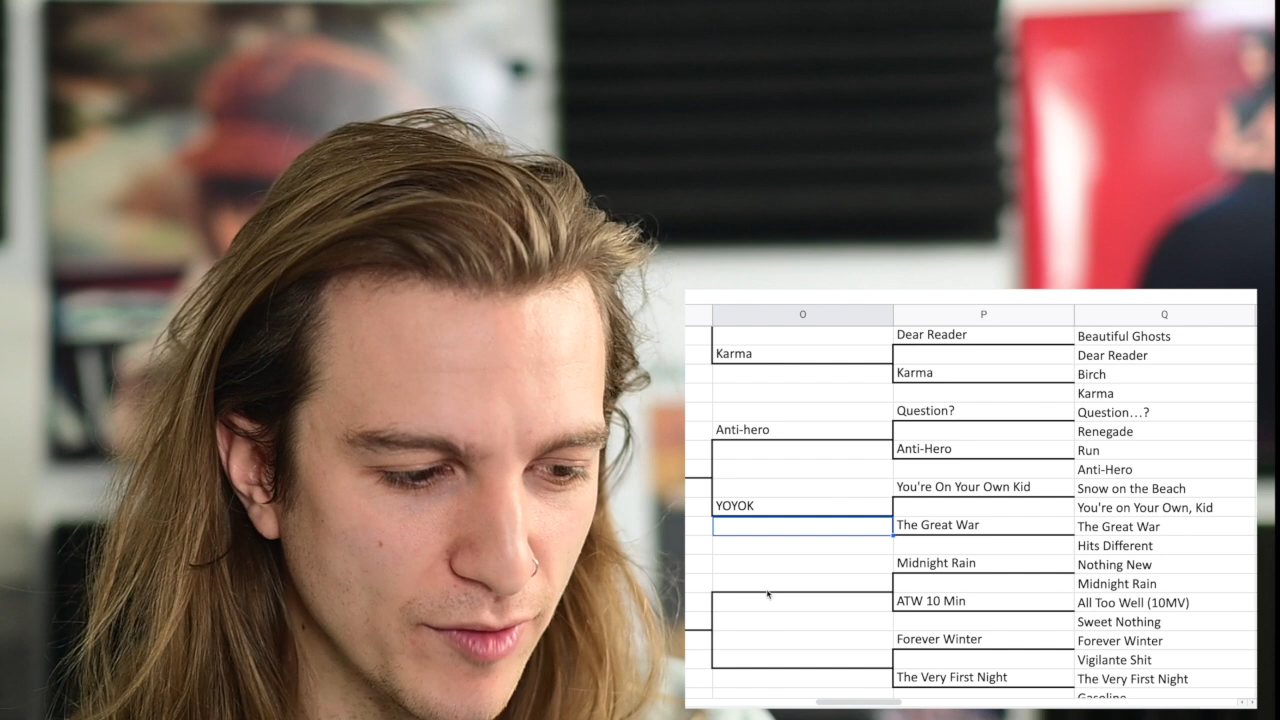 O P Q
Dear Reader Beautiful Ghosts
Karma Dear Reader
Karma Birch
Karma
Question? Question...?
Anti-hero Renegade
Anti-Hero Run
Anti-Hero
You're On Your Own Kid Snow on the Beach
YOYOK You're on Your Own, Kid
The Great War The Great War
Hits Different
Midnight Rain Nothing New
Midnight Rain
ATW 10 Min All Too Well (10MV)
Sweet Nothing
Forever Winter Forever Winter
Vigilante Shit
The Very First Night The Very First Night
Gasoline